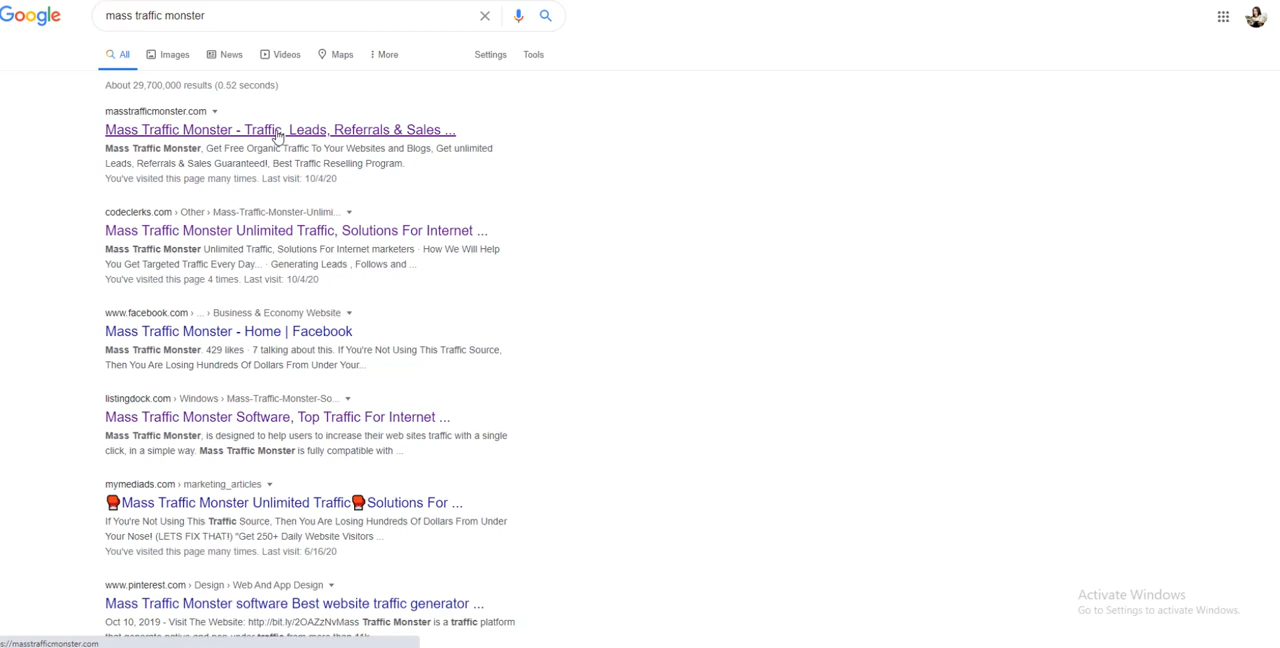 Google
mass traffic monster
All Images News Videos Maps More Settings Tools
About 29,700,000 results (0.52 seconds)
masstrafficmonster.com
Mass Traffic Monster - Traffic, Leads, Referrals & Sales ...
Mass Traffic Monster, Get Free Organic Traffic To Your Websites and Blogs, Get unlimited
Leads, Referrals & Sales Guaranteed!, Best Traffic Reselling Program.
You've visited this page many times. Last visit: 10/4/20
codeclerks.com › Other › Mass-Traffic-Monster-Unlimi...
Mass Traffic Monster Unlimited Traffic, Solutions For Internet ...
Mass Traffic Monster Unlimited Traffic, Solutions For Internet marketers · How We Will Help
You Get Targeted Traffic Every Day... · Generating Leads , Follows and ...
You've visited this page 4 times. Last visit: 10/4/20
www.facebook.com › ... › Business & Economy Website
Mass Traffic Monster - Home | Facebook
Mass Traffic Monster. 429 likes · 7 talking about this. If You're Not Using This Traffic Source,
Then You Are Losing Hundreds Of Dollars From Under Your...
listingdock.com › Windows › Mass-Traffic-Monster-So...
Mass Traffic Monster Software, Top Traffic For Internet ...
Mass Traffic Monster, is designed to help users to increase their web sites traffic with a single
click, in a simple way. Mass Traffic Monster is fully compatible with ...
mymediads.com › marketing_articles
Mass Traffic Monster Unlimited Traffic Solutions For ...
If You're Not Using This Traffic Source, Then You Are Losing Hundreds Of Dollars From Under
Your Nose! (LETS FIX THAT!) "Get 250+ Daily Website Visitors ...
You've visited this page many times. Last visit: 6/16/20
www.pinterest.com › Design › Web And App Design
Mass Traffic Monster software Best website traffic generator ...
Oct 10, 2019 - Visit The Website: http://bit.ly/2OAZzNvMass Traffic Monster is a traffic platform
that generate native and pop-under traffic from more than
s://masstrafficmonster.com
Activate Windows
Go to Settings to activate Windows.